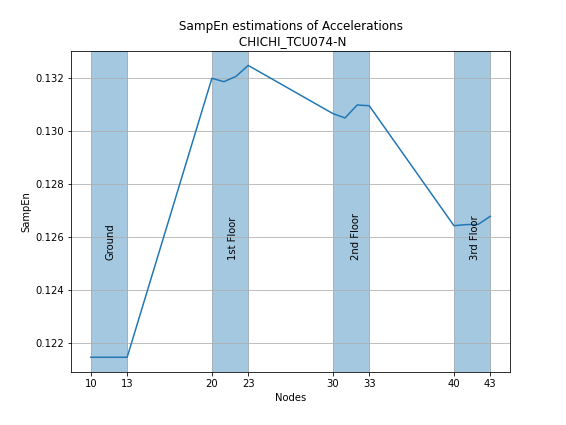 SampEn estimations of Accelerations
CHICHI_TCU074-N
0.132
0.130
0.128
0.126
0.124
0.122
SampEn
Ground
1st Floor
2nd Floor
3rd Floor
10 13 20 23 30 33 40 43
Nodes